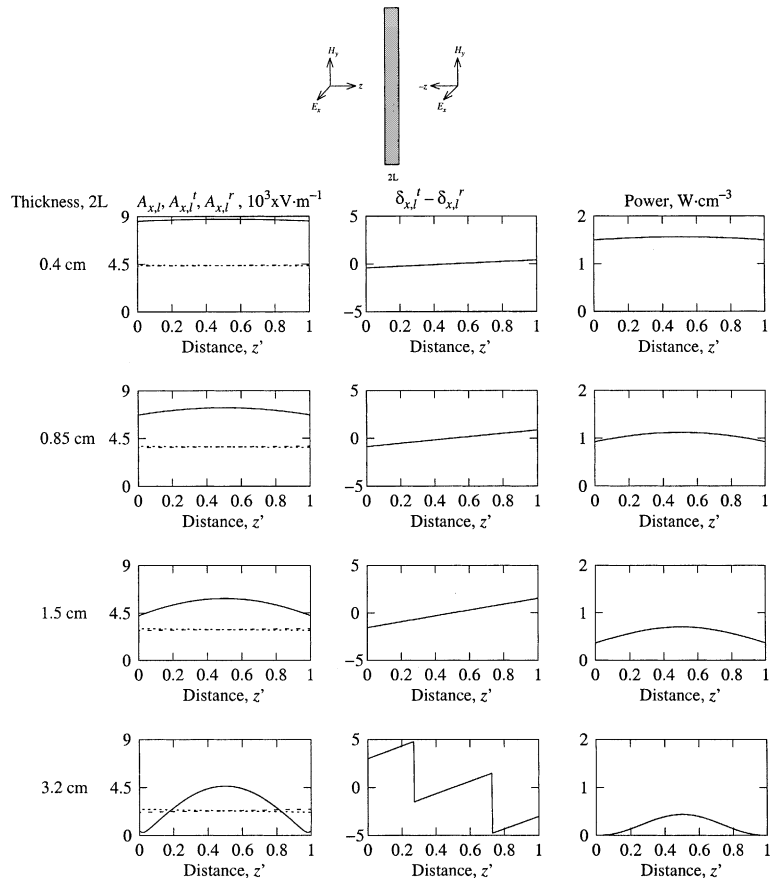 H_y H_y
z -z
E_x E_x
2L
Thickness, 2L A_{x,l}, A_{x,l}^t, A_{x,l}^r , 10^3xV·m^{-1} δ_{x,l}^t – δ_{x,l}^r Power, W·cm^{-3}
9 5 2
0.4 cm 4.5 0 1
0 −5 0
0 0.2 0.4 0.6 0.8 1 0 0.2 0.4 0.6 0.8 1 0 0.2 0.4 0.6 0.8 1
Distance, z' Distance, z' Distance, z'
9 5 2
0.85 cm 4.5 0 1
0 −5 0
0 0.2 0.4 0.6 0.8 1 0 0.2 0.4 0.6 0.8 1 0 0.2 0.4 0.6 0.8 1
Distance, z' Distance, z' Distance, z'
9 5 2
1.5 cm 4.5 0 1
0 −5 0
0 0.2 0.4 0.6 0.8 1 0 0.2 0.4 0.6 0.8 1 0 0.2 0.4 0.6 0.8 1
Distance, z' Distance, z' Distance, z'
9 5 2
3.2 cm 4.5 0 1
0 −5 0
0 0.2 0.4 0.6 0.8 1 0 0.2 0.4 0.6 0.8 1 0 0.2 0.4 0.6 0.8 1
Distance, z' Distance, z' Distance, z'